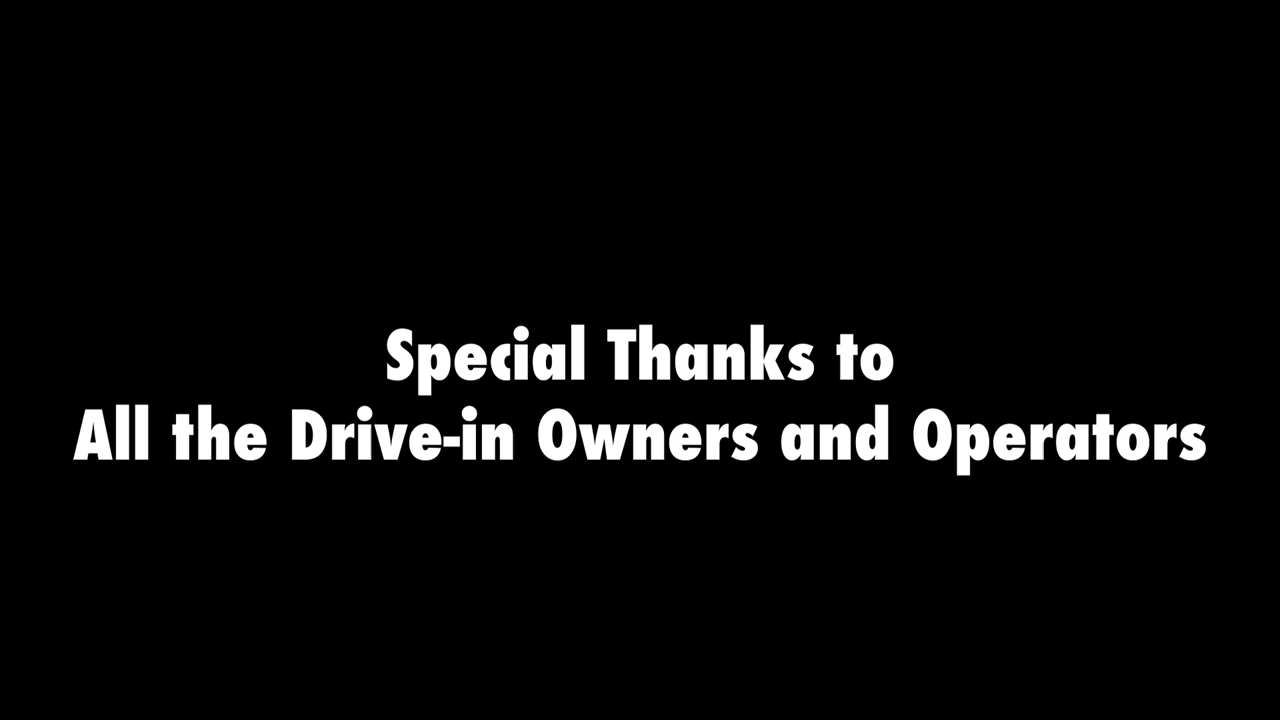 Special Thanks to
All the Drive-in Owners and Operators